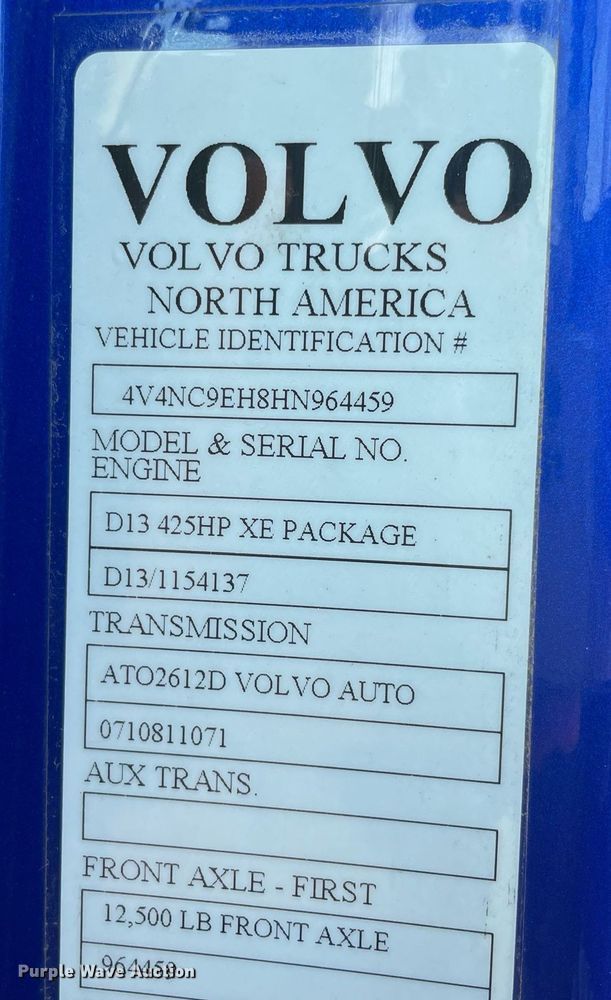 VOLVO
VOLVO TRUCKS
NORTH AMERICA
VEHICLE IDENTIFICATION #
4V4NC9EH8HN964459
MODEL & SERIAL NO.
ENGINE
D13 425HP XE PACKAGE
D13/1154137
TRANSMISSION
ATO2612D VOLVO AUTO
0710811071
AUX TRANS.
FRONT AXLE - FIRST
12,500 LB FRONT AXLE
964459
Purple Wave Auction